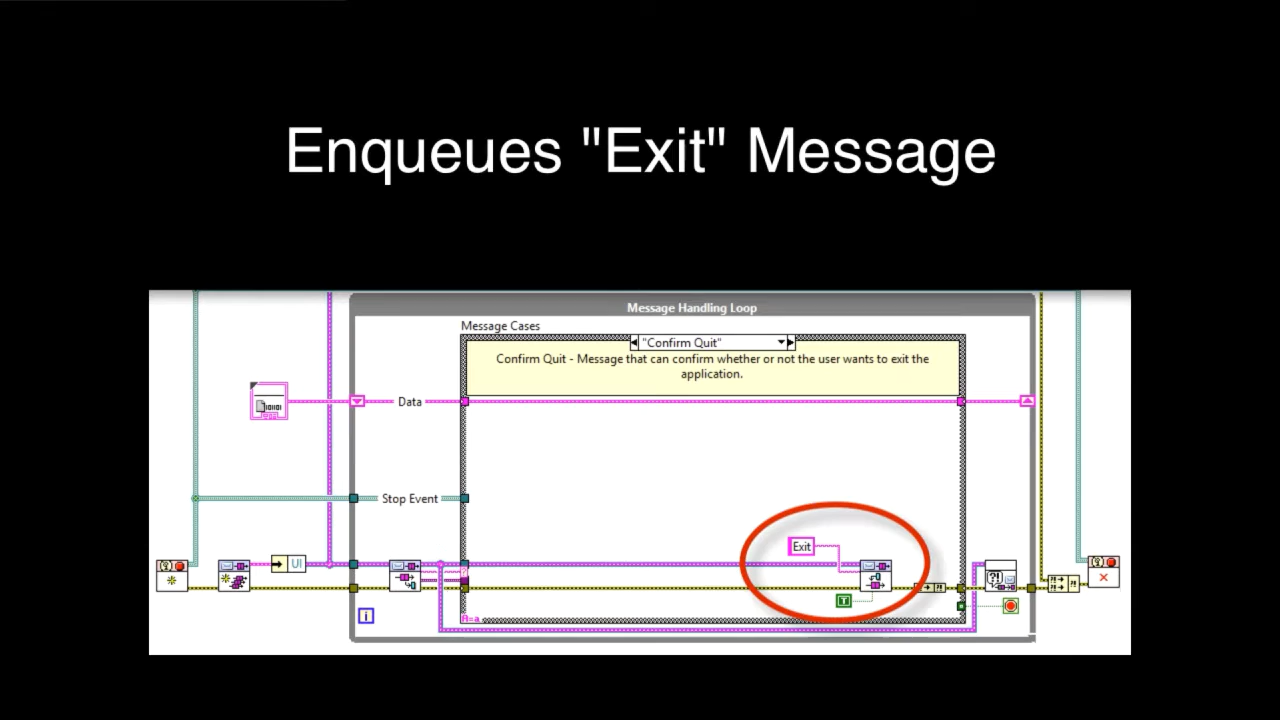 Enqueues "Exit" Message
Message Handling Loop
Message Cases
"Confirm Quit"
Confirm Quit - Message that can confirm whether or not the user wants to exit the
application.
Data
Stop Event
Exit
UI
T
i
A=a